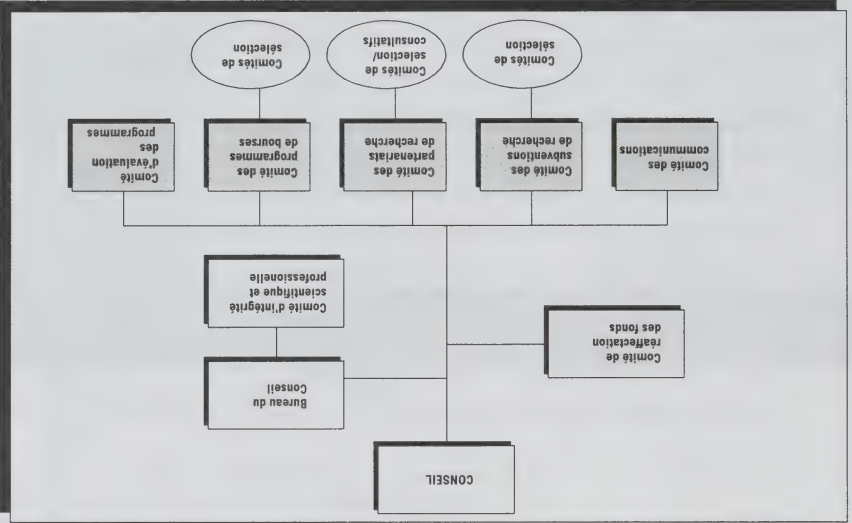 CONSEIL
Bureau du
Conseil
Comité de
réaffectation
des fonds
Comité d'intégrité
scientifique et
professionelle
Comité des
communications
Comité des
subventions
de recherche
Comité des
partenariats
de recherche
Comité des
programmes
de bourses
Comité
d'évaluation
des
programmes
Comités de
sélection
Comités de
selection/
consultatifs
Comités de
sélection